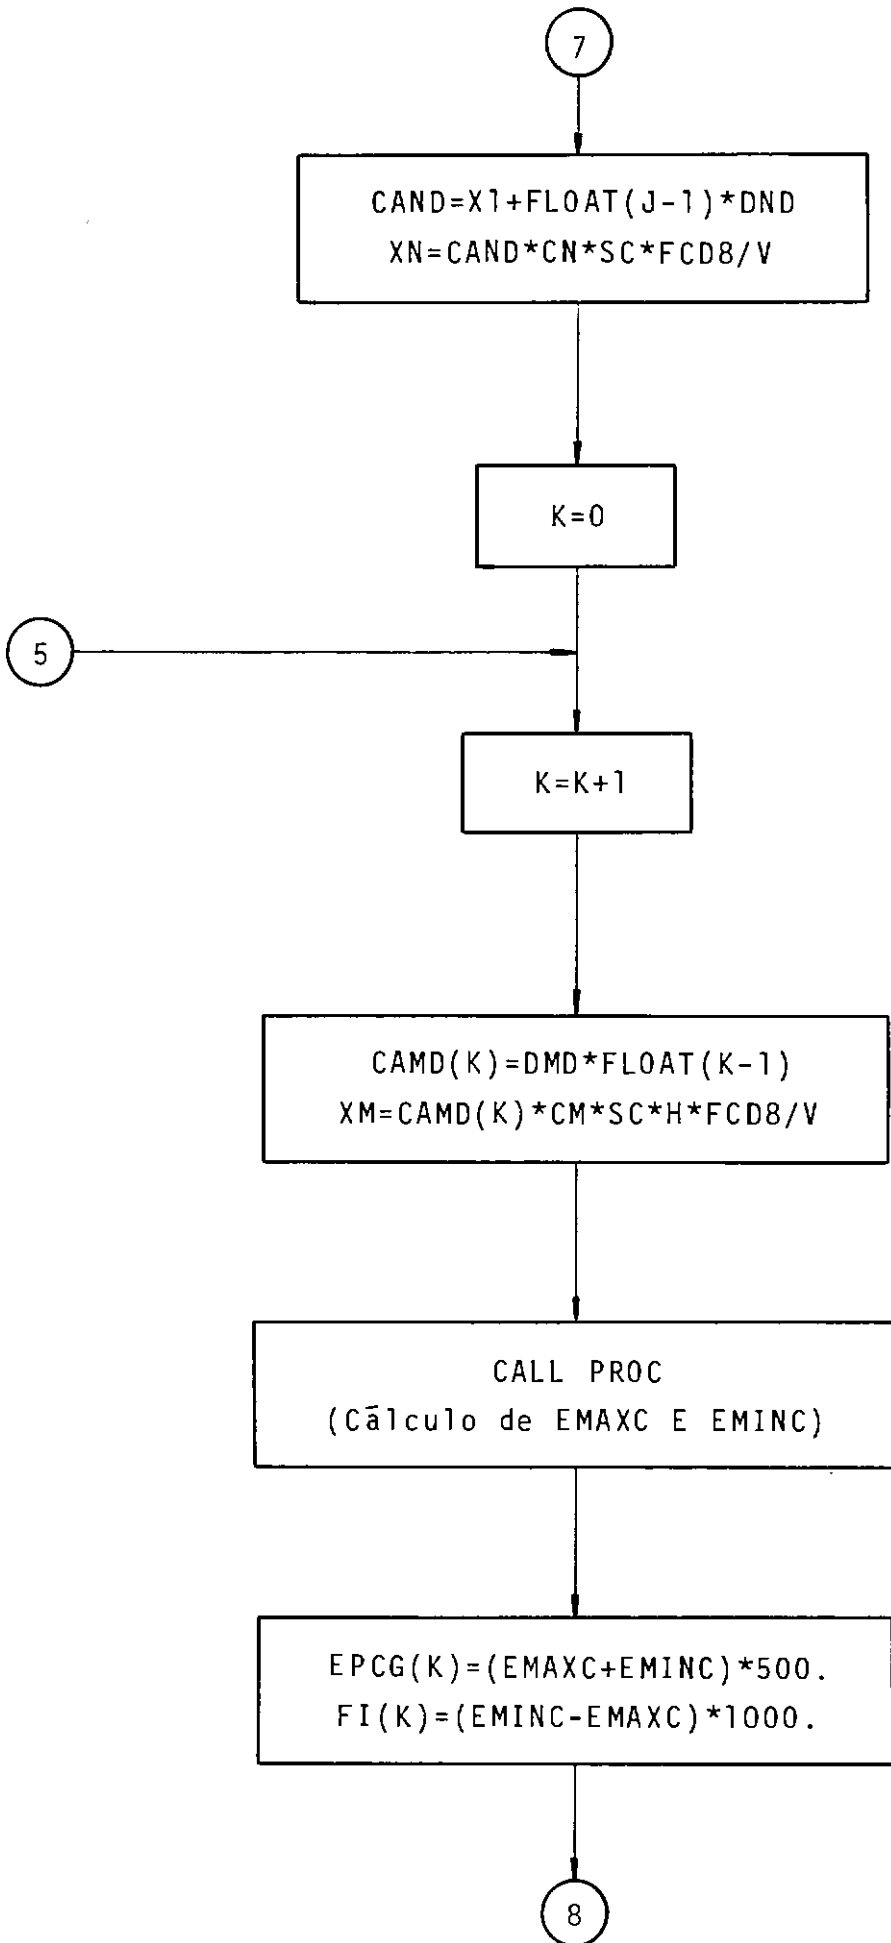 7
CAND=X1+FLOAT(J-1)*DND
XN=CAND*CN*SC*FCD8/V
K=0
5
K=K+1
CAMD(K)=DMD*FLOAT(K-1)
XM=CAMD(K)*CM*SC*H*FCD8/V
CALL PROC
(Cálculo de EMAXC E EMINC)
EPCG(K)=(EMAXC+EMINC)*500.
FI(K)=(EMINC-EMAXC)*1000.
8